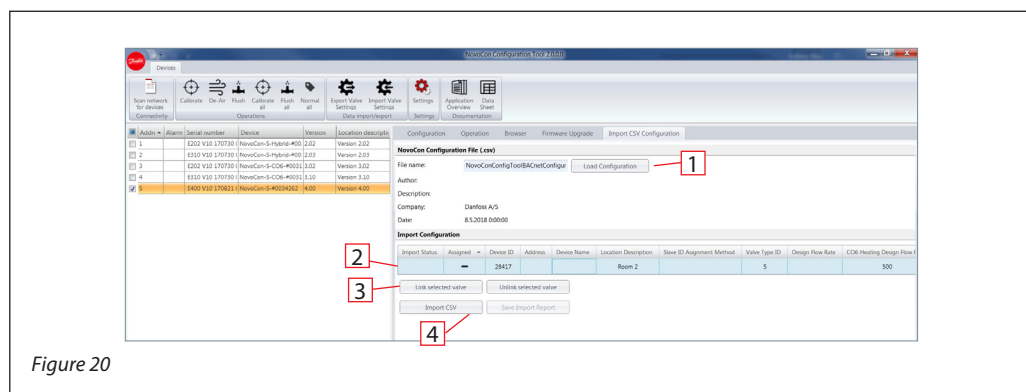 NovoCon Configuration Tool 2.0.0.0
Danfoss
Devices
Scan network for devices
Calibrate
De-Air
Flush
Calibrate all
Flush all
Normal all
Export Valve Settings
Import Valve Settings
Settings
Application Overview
Data Sheet
Connectivity
Operations
Data import/export
Settings
Documentation
Addre Alarm Serial number Device Version Location descriptic
1 E202 V10 170730 NovoCon-S-Hybrid-#00 2.02 Version 2.02
2 E310 V10 170730 NovoCon-S-Hybrid-#00 2.03 Version 2.03
3 E202 V10 170730 NovoCon-S-CO6-#0031 3.02 Version 3.02
4 E310 V10 170730 NovoCon-S-CO6-#0031 3.10 Version 3.10
5 E400 V10 170821 NovoCon-S-#0034262 4.00 Version 4.00
Configuration Operation Browser Firmware Upgrade Import CSV Configuration
NovoCon Configuration File (.csv)
File name: NovoConConfigToolBACnetConfigur Load Configuration
1
Author:
Description:
Company: Danfoss A/S
Date: 8.5.2018 0:00:00
Import Configuration
Import Status Assigned Device ID Address Device Name Location Description Slave ID Asignment Method Valve Type ID Design Flow Rate CO6 Heating Design Flow
2
28417 Room 2 5 500
3
Link selected valve Unlink selected valve
Import CSV Save Import Report
4
Figure 20